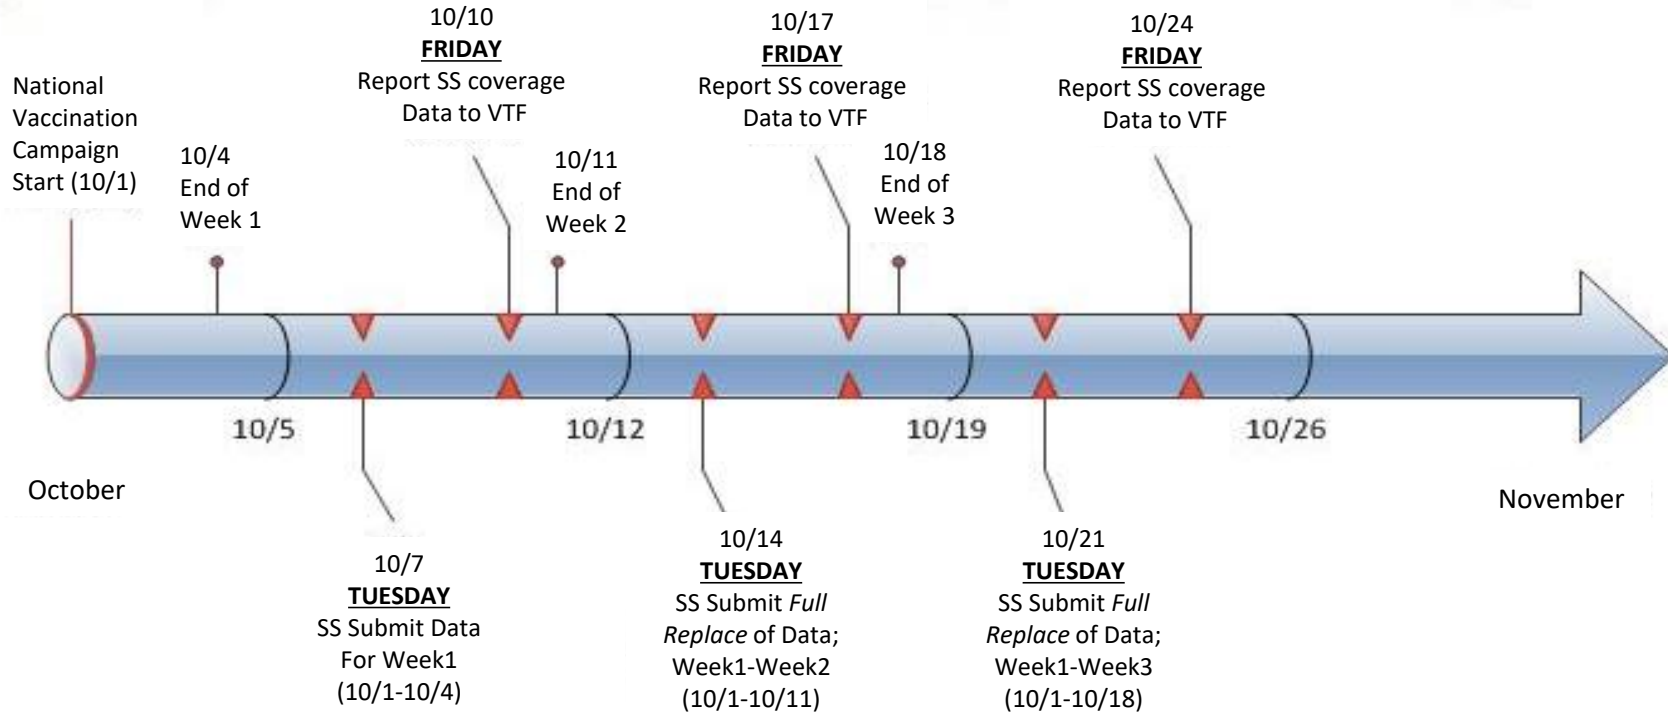 National
Vaccination
Campaign
Start (10/1)
10/4
End of
Week 1
10/10
FRIDAY
Report SS coverage
Data to VTF
10/11
End of
Week 2
10/17
FRIDAY
Report SS coverage
Data to VTF
10/18
End of
Week 3
10/24
FRIDAY
Report SS coverage
Data to VTF
10/5
10/12
10/19
10/26
October
November
10/7
TUESDAY
SS Submit Data
For Week1
(10/1-10/4)
10/14
TUESDAY
SS Submit Full
Replace of Data;
Week1-Week2
(10/1-10/11)
10/21
TUESDAY
SS Submit Full
Replace of Data;
Week1-Week3
(10/1-10/18)